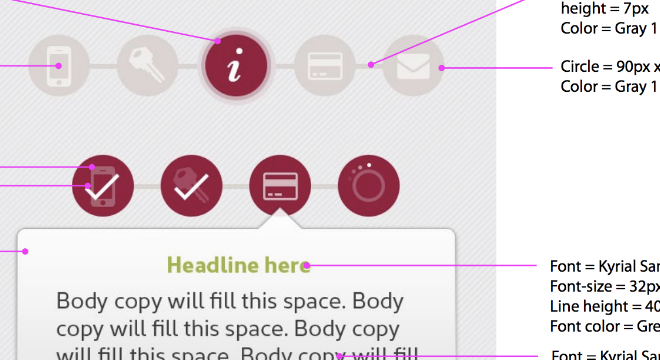 height = 7px
Color = Gray 1
Circle = 90px x
Color = Gray 1
i
Headline here
Body copy will fill this space. Body
copy will fill this space. Body copy
will fill this space. Body copy will fill
Font = Kyrial San
Font-size = 32px
Line height = 40
Font color = Gre
Font = Kyrial San